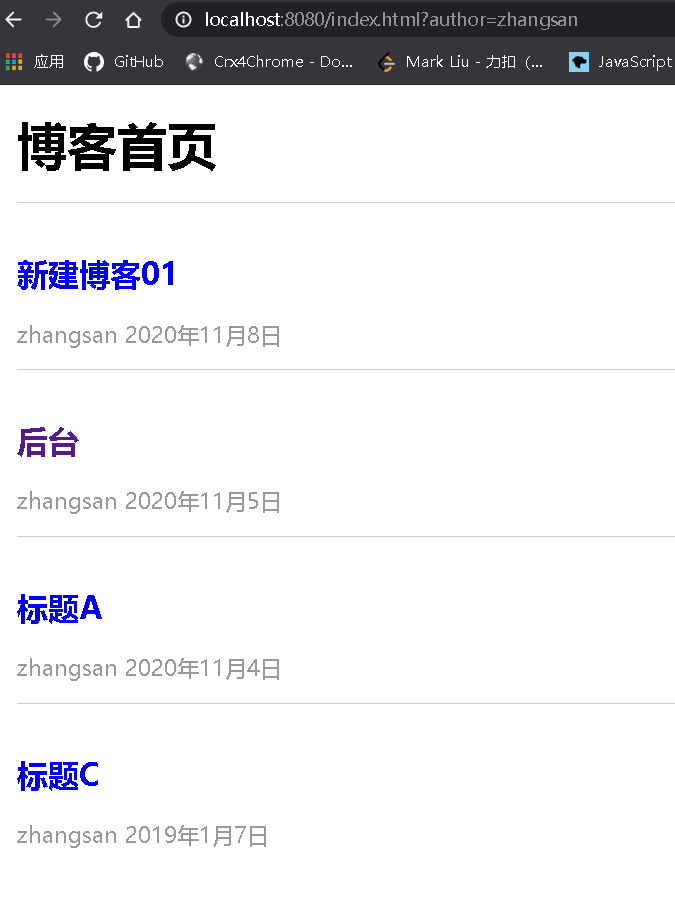 localhost:8080/index.html?author=zhangsan
应用 GitHub Crx4Chrome - Do... Mark Liu - 力扣（... JavaScript
博客首页
新建博客01
zhangsan 2020年11月8日
后台
zhangsan 2020年11月5日
标题A
zhangsan 2020年11月4日
标题C
zhangsan 2019年1月7日